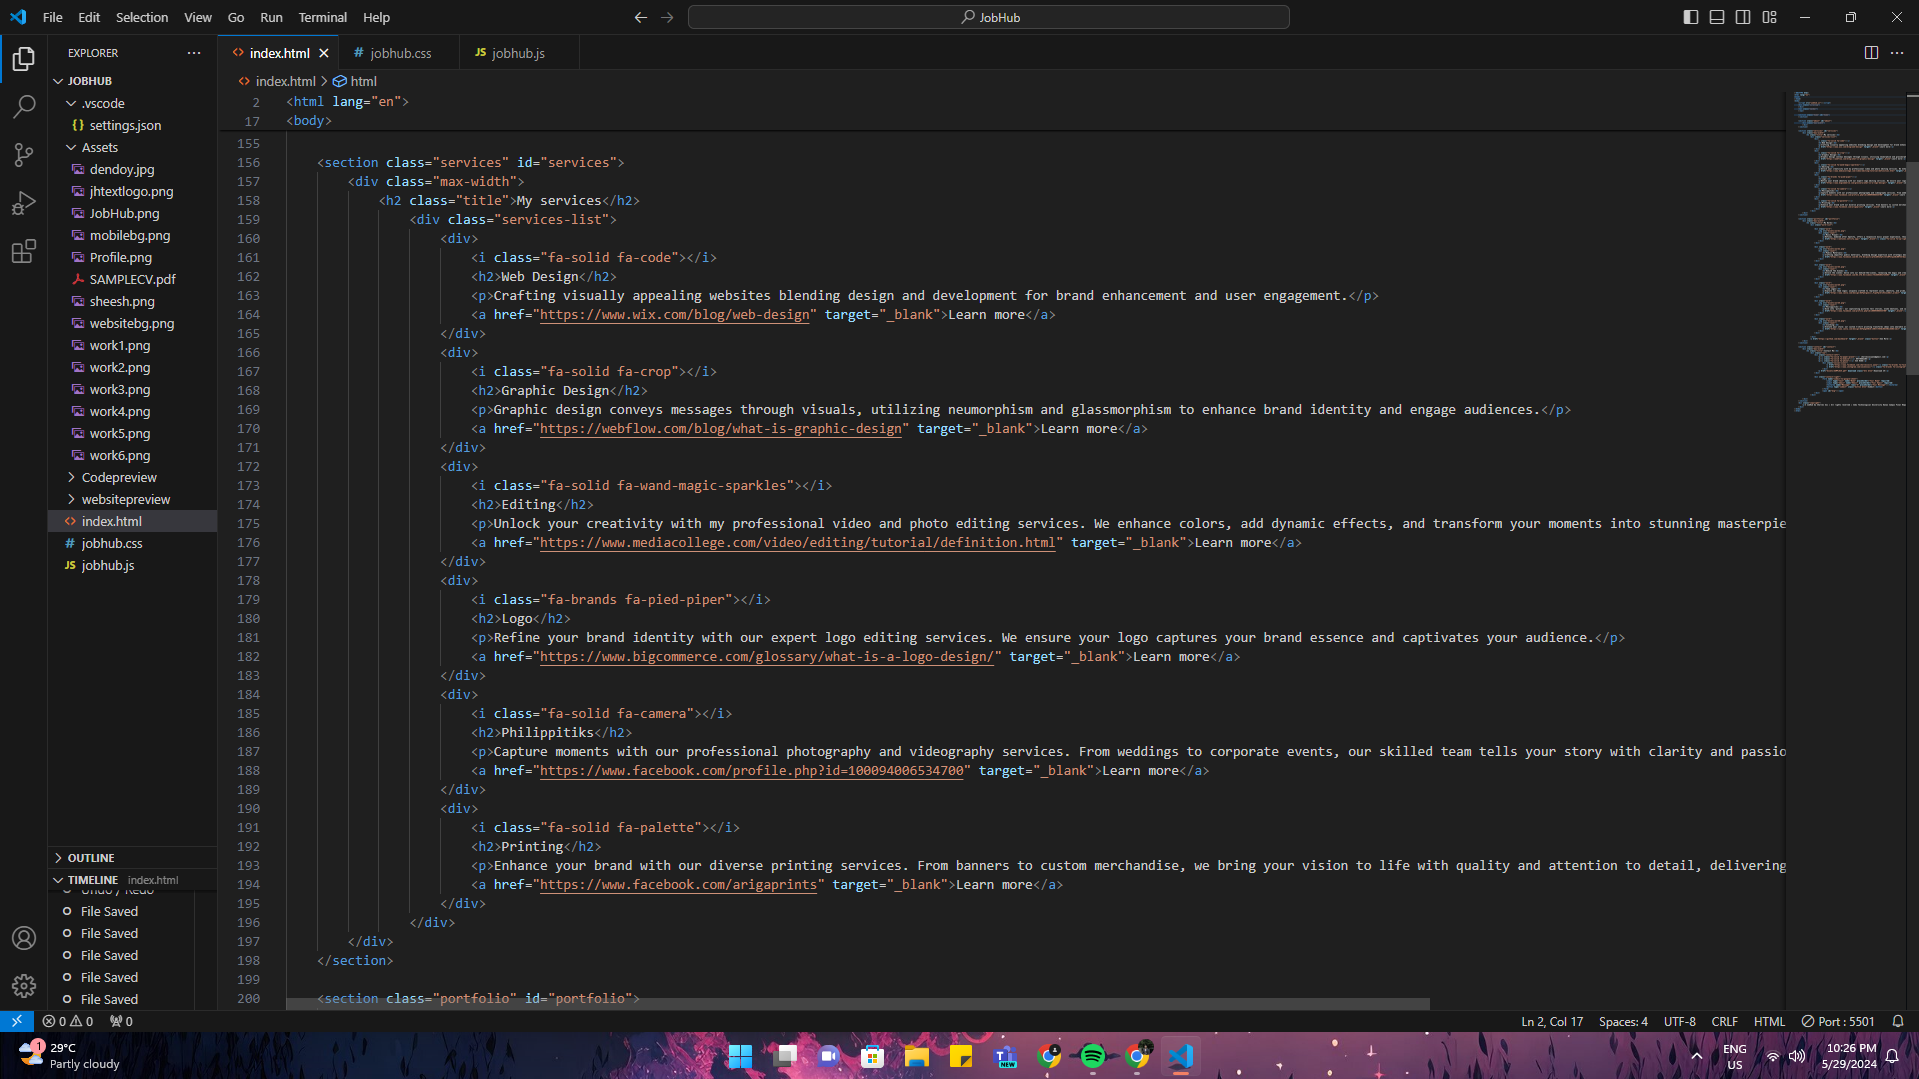 File Edit Selection View Go Run Terminal Help
JobHub
EXPLORER
JOBHUB
.vscode
settings.json
Assets
dendoy.jpg
jhtextlogo.png
JobHub.png
mobilebg.png
Profile.png
SAMPLECV.pdf
sheesh.png
websitebg.png
work1.png
work2.png
work3.png
work4.png
work5.png
work6.png
Codepreview
websitepreview
index.html
jobhub.css
jobhub.js
OUTLINE
TIMELINE index.html
Undo / Redo
File Saved
File Saved
File Saved
File Saved
File Saved
index.html jobhub.css jobhub.js
index.html > html
2 <html lang="en">
17 <body>
155
156 <section class="services" id="services">
157 <div class="max-width">
158 <h2 class="title">My services</h2>
159 <div class="services-list">
160 <div>
161 <i class="fa-solid fa-code"></i>
162 <h2>Web Design</h2>
163 <p>Crafting visually appealing websites blending design and development for brand enhancement and user engagement.</p>
164 <a href="https://www.wix.com/blog/web-design" target="_blank">Learn more</a>
165 </div>
166 <div>
167 <i class="fa-solid fa-crop"></i>
168 <h2>Graphic Design</h2>
169 <p>Graphic design conveys messages through visuals, utilizing neumorphism and glassmorphism to enhance brand identity and engage audiences.</p>
170 <a href="https://webflow.com/blog/what-is-graphic-design" target="_blank">Learn more</a>
171 </div>
172 <div>
173 <i class="fa-solid fa-wand-magic-sparkles"></i>
174 <h2>Editing</h2>
175 <p>Unlock your creativity with my professional video and photo editing services. We enhance colors, add dynamic effects, and transform your moments into stunning masterpie
176 <a href="https://www.mediacollege.com/video/editing/tutorial/definition.html" target="_blank">Learn more</a>
177 </div>
178 <div>
179 <i class="fa-brands fa-pied-piper"></i>
180 <h2>Logo</h2>
181 <p>Refine your brand identity with our expert logo editing services. We ensure your logo captures your brand essence and captivates your audience.</p>
182 <a href="https://www.bigcommerce.com/glossary/what-is-a-logo-design/" target="_blank">Learn more</a>
183 </div>
184 <div>
185 <i class="fa-solid fa-camera"></i>
186 <h2>Philippitiks</h2>
187 <p>Capture moments with our professional photography and videography services. From weddings to corporate events, our skilled team tells your story with clarity and passio
188 <a href="https://www.facebook.com/profile.php?id=100094006534700" target="_blank">Learn more</a>
189 </div>
190 <div>
191 <i class="fa-solid fa-palette"></i>
192 <h2>Printing</h2>
193 <p>Enhance your brand with our diverse printing services. From banners to custom merchandise, we bring your vision to life with quality and attention to detail, delivering
194 <a href="https://www.facebook.com/arigaprints" target="_blank">Learn more</a>
195 </div>
196 </div>
197 </div>
198 </section>
199
200 <section class="portfolio" id="portfolio">
0 0 0
Ln 2, Col 17 Spaces: 4 UTF-8 CRLF HTML Port : 5501
1
29°C
Partly cloudy
NEW
ENG
US
10:26 PM
5/29/2024